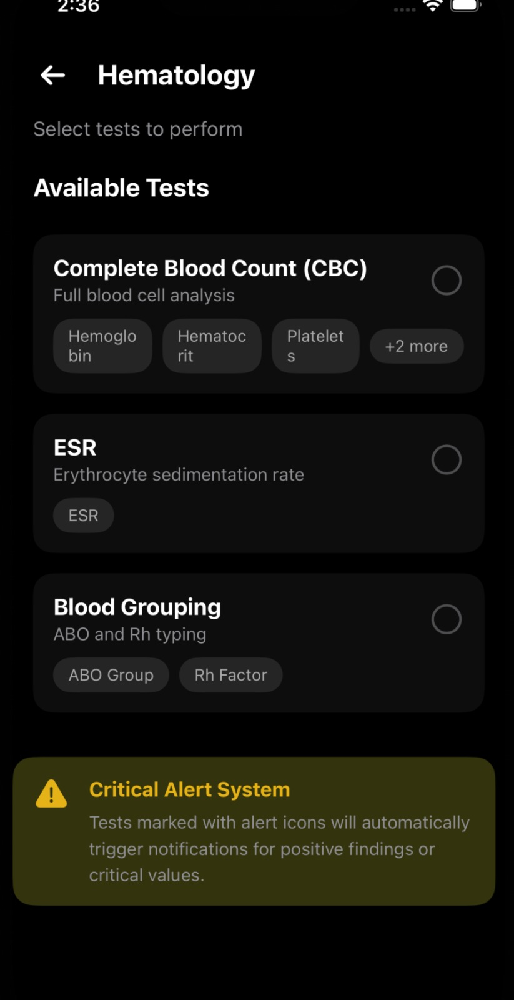 2:36
Hematology
Select tests to perform
Available Tests
Complete Blood Count (CBC)
Full blood cell analysis
Hemoglo
bin
Hematoc
rit
Platelet
s
+2 more
ESR
Erythrocyte sedimentation rate
ESR
Blood Grouping
ABO and Rh typing
ABO Group
Rh Factor
Critical Alert System
Tests marked with alert icons will automatically
trigger notifications for positive findings or
critical values.